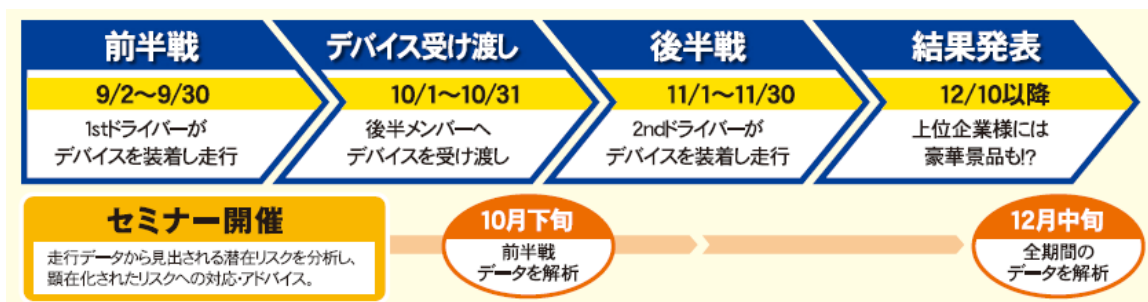 前半戦
9/2～9/30
1stドライバーが
デバイスを装着し走行
デバイス受け渡し
10/1～10/31
後半メンバーへ
デバイスを受け渡し
後半戦
11/1～11/30
2ndドライバーが
デバイスを装着し走行
結果発表
12/10以降
上位企業様には
豪華景品も!?
セミナー開催
走行データから見出される潜在リスクを分析し、
顕在化されたリスクへの対応・アドバイス。
10月下旬
前半戦
データを解析
12月中旬
全期間の
データを解析